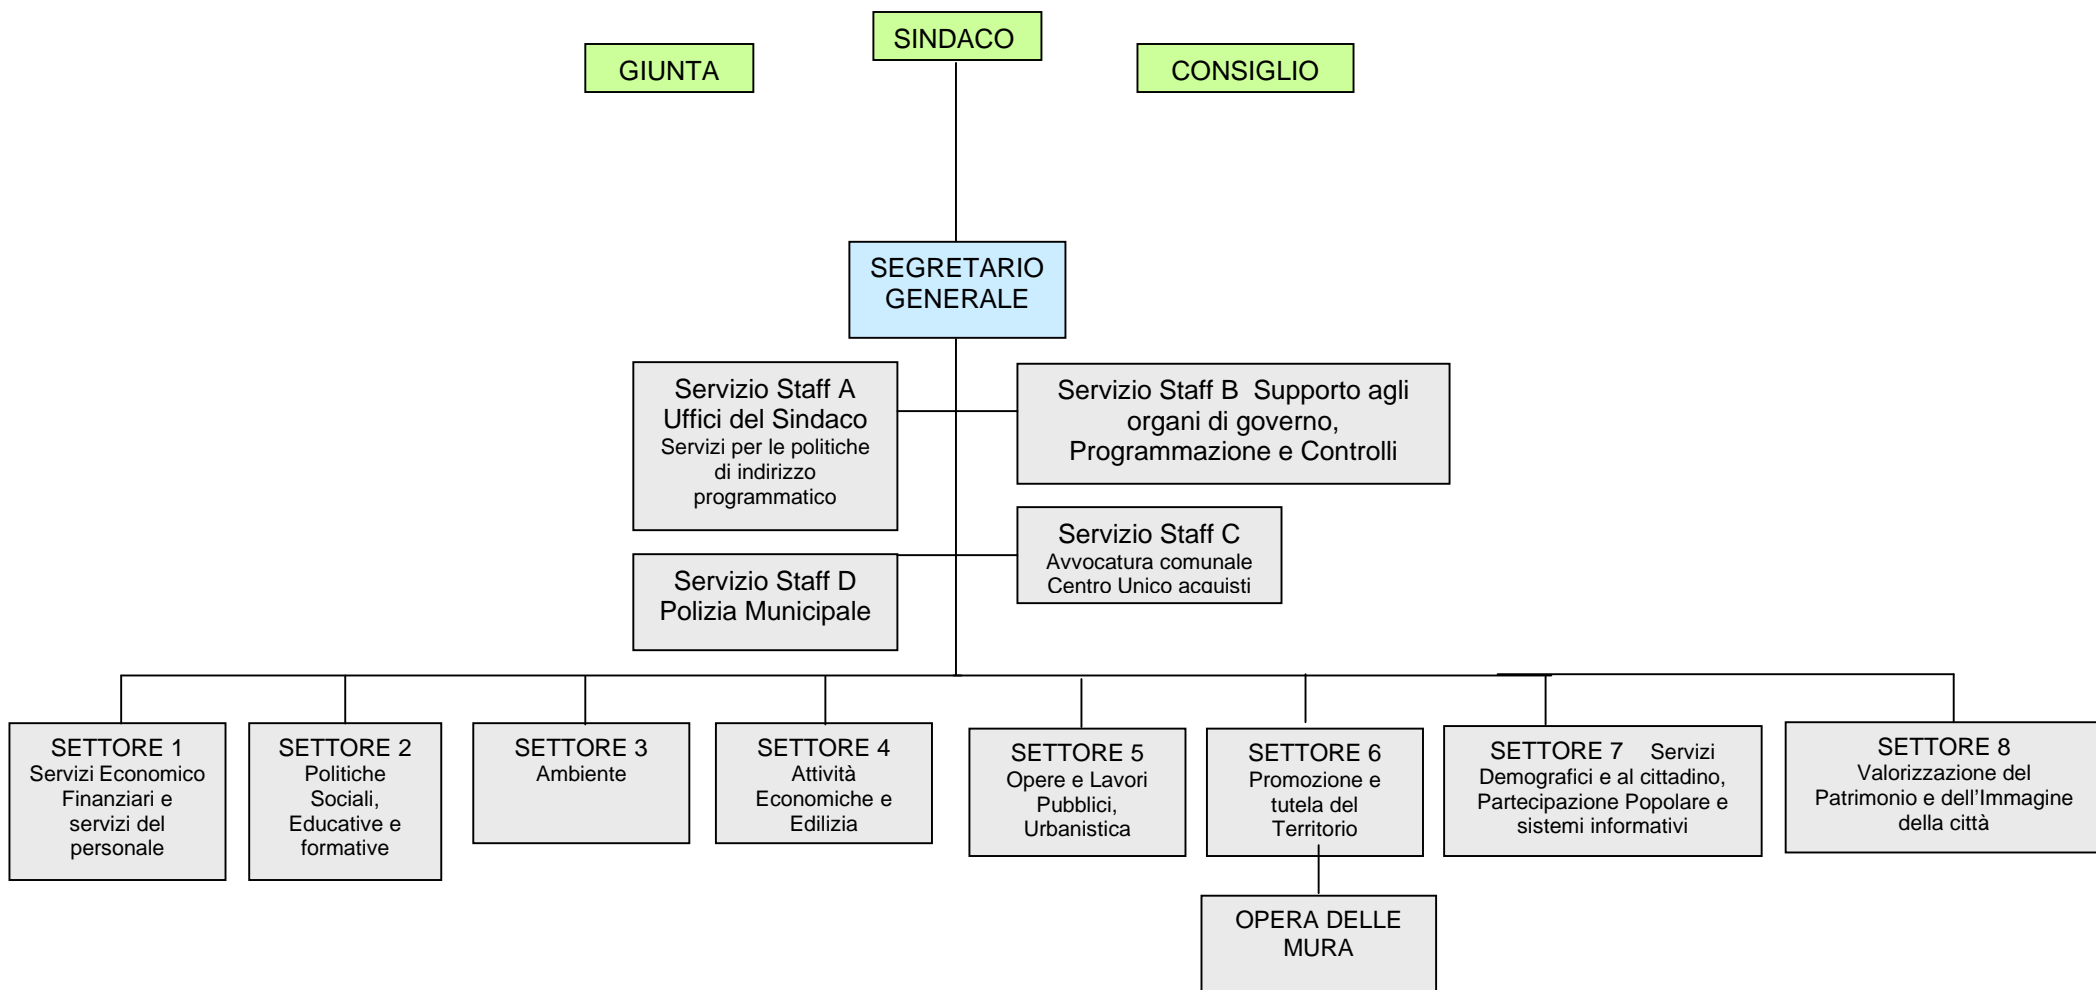 SINDACO
GIUNTA
CONSIGLIO
SEGRETARIO
GENERALE
Servizio Staff A
Uffici del Sindaco
Servizi per le politiche
di indirizzo
programmatico
Servizio Staff B Supporto agli
organi di governo,
Programmazione e Controlli
Servizio Staff C
Avvocatura comunale
Centro Unico acquisti
Servizio Staff D
Polizia Municipale
SETTORE 1
Servizi Economico
Finanziari e
servizi del
personale
SETTORE 2
Politiche
Sociali,
Educative e
formative
SETTORE 3
Ambiente
SETTORE 4
Attività
Economiche e
Edilizia
SETTORE 5
Opere e Lavori
Pubblici,
Urbanistica
SETTORE 6
Promozione e
tutela del
Territorio
SETTORE 7 Servizi
Demografici e al cittadino,
Partecipazione Popolare e
sistemi informativi
SETTORE 8
Valorizzazione del
Patrimonio e dell’Immagine
della città
OPERA DELLE
MURA